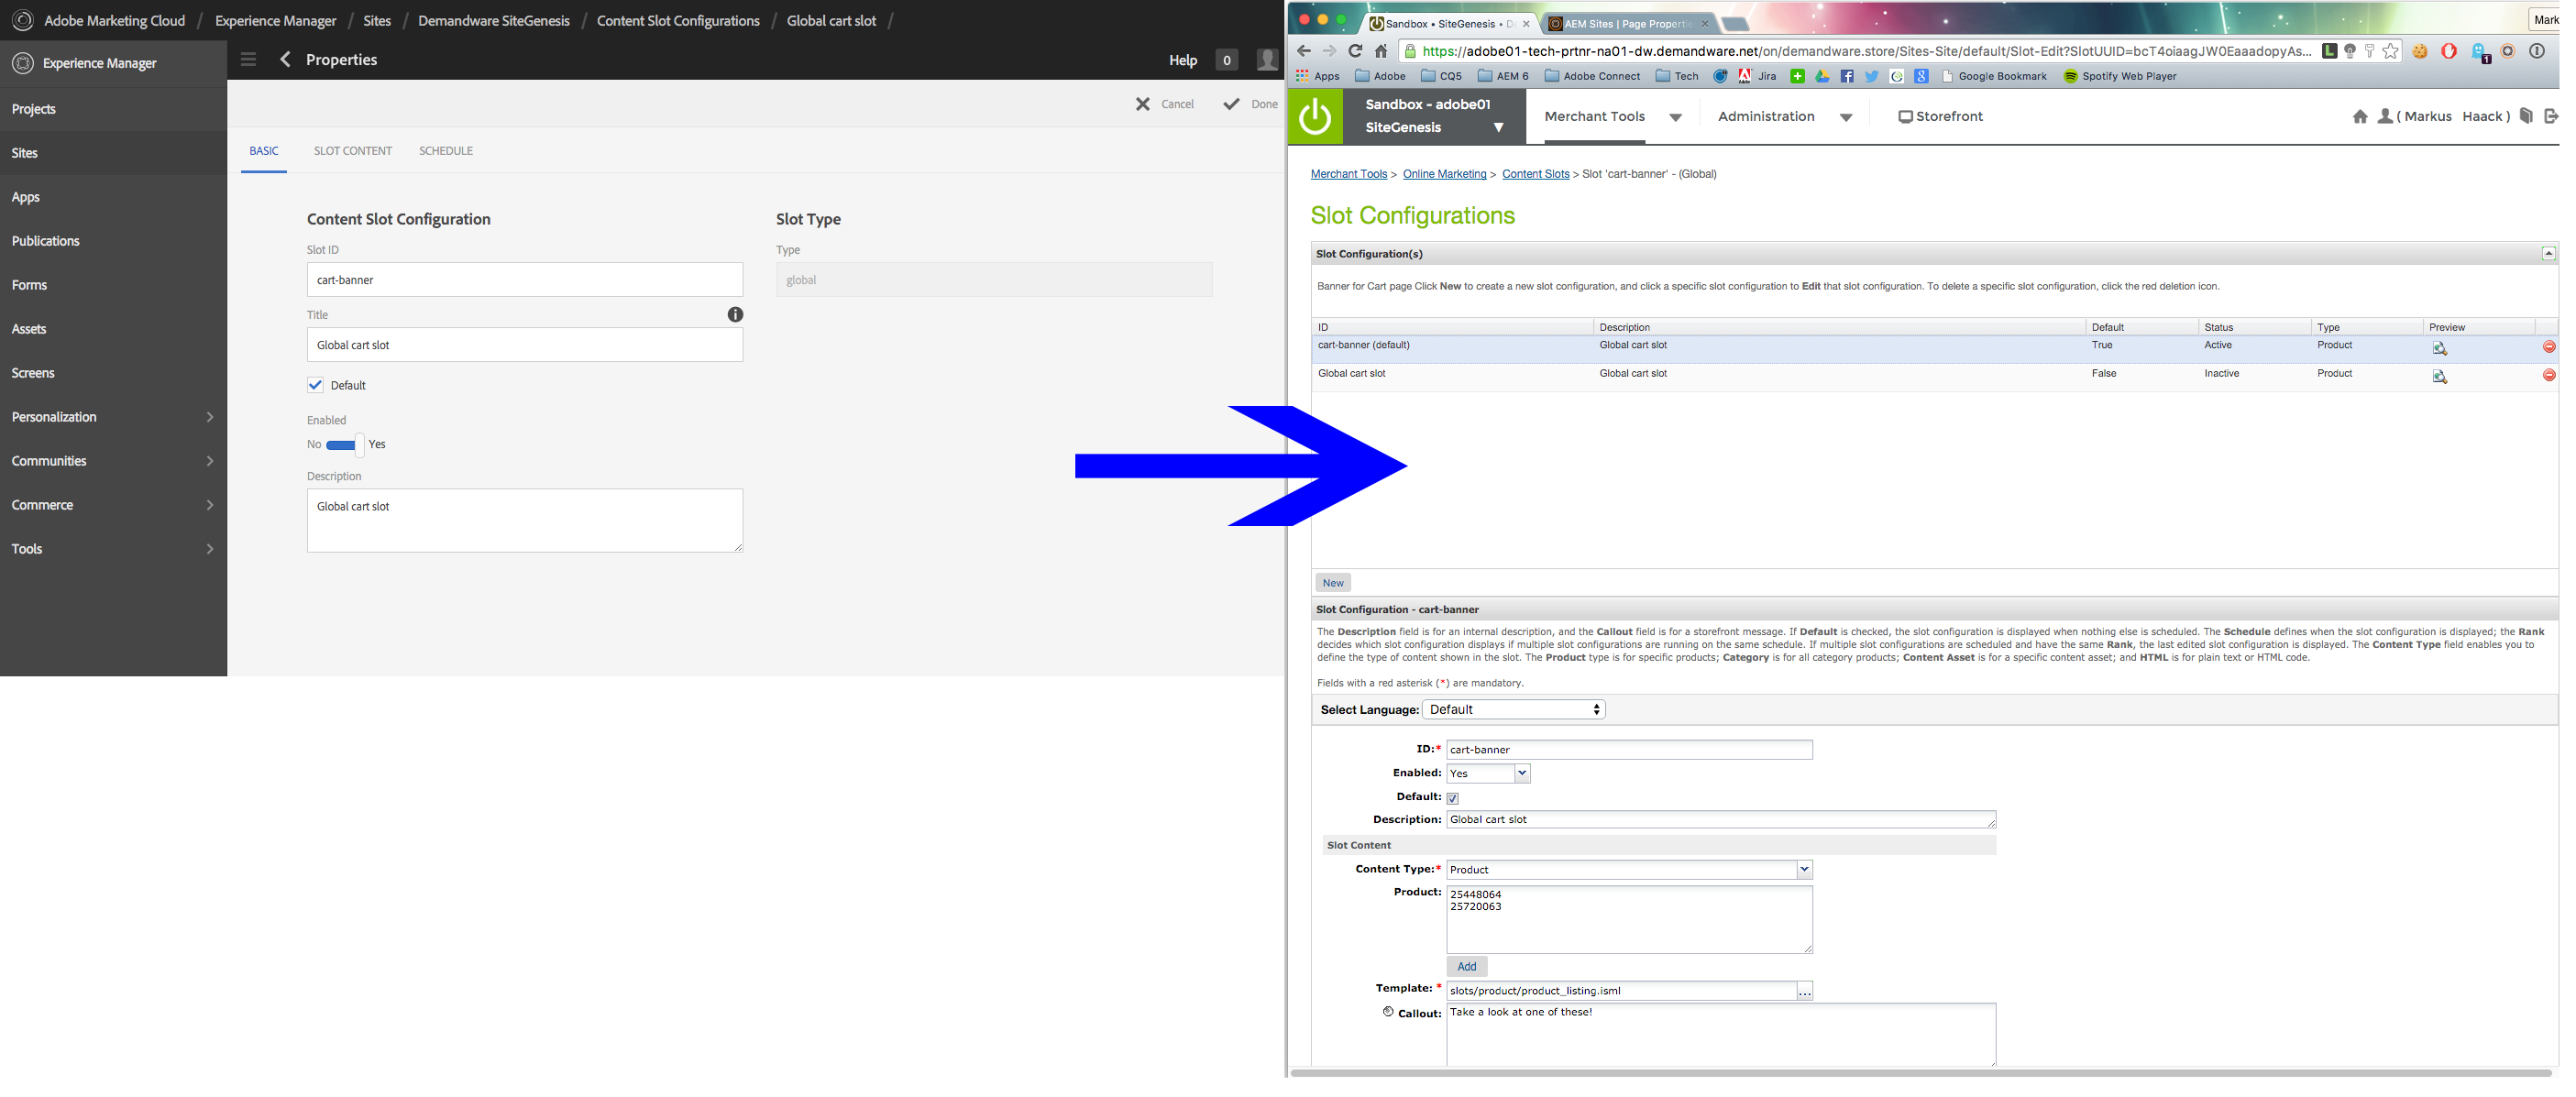 Adobe Marketing Cloud / Experience Manager / Sites / Demandware SiteGenesis / Content Slot Configurations / Global cart slot /
Experience Manager
Properties
Help 0
Projects
Sites
Apps
Publications
Forms
Assets
Screens
Personalization
Communities
Commerce
Tools
Cancel Done
BASIC SLOT CONTENT SCHEDULE
Content Slot Configuration
Slot ID
cart-banner
Title
Global cart slot
Default
Enabled
No Yes
Description
Global cart slot
Slot Type
Type
global
Sandbox • SiteGenesis • D
AEM Sites | Page Properti
Mark
https://adobe01-tech-prtnr-na01-dw.demandware.net/on/demandware.store/Sites-Site/default/Slot-Edit?SlotUUID=bcT4oiaagJW0EaaadopyAs...
Apps Adobe CQ5 AEM 6 Adobe Connect Tech Jira Google Bookmark Spotify Web Player
Sandbox - adobe01
SiteGenesis
Merchant Tools Administration Storefront
( Markus Haack )
Merchant Tools > Online Marketing > Content Slots > Slot 'cart-banner' - (Global)
Slot Configurations
Slot Configuration(s)
Banner for Cart page Click New to create a new slot configuration, and click a specific slot configuration to Edit that slot configuration. To delete a specific slot configuration, click the red deletion icon.
ID Description Default Status Type Preview
cart-banner (default) Global cart slot True Active Product
Global cart slot Global cart slot False Inactive Product
New
Slot Configuration - cart-banner
The Description field is for an internal description, and the Callout field is for a storefront message. If Default is checked, the slot configuration is displayed when nothing else is scheduled. The Schedule defines when the slot configuration is displayed; the Rank
decides which slot configuration displays if multiple slot configurations are running on the same schedule. If multiple slot configurations are scheduled and have the same Rank, the last edited slot configuration is displayed. The Content Type field enables you to
define the type of content shown in the slot. The Product type is for specific products; Category is for all category products; Content Asset is for a specific content asset; and HTML is for plain text or HTML code.
Fields with a red asterisk (*) are mandatory.
Select Language: Default
ID:* cart-banner
Enabled: Yes
Default:
Description: Global cart slot
Slot Content
Content Type:* Product
Product: 25448064
25720063
Add
Template: * slots/product/product_listing.isml ...
Callout: Take a look at one of these!